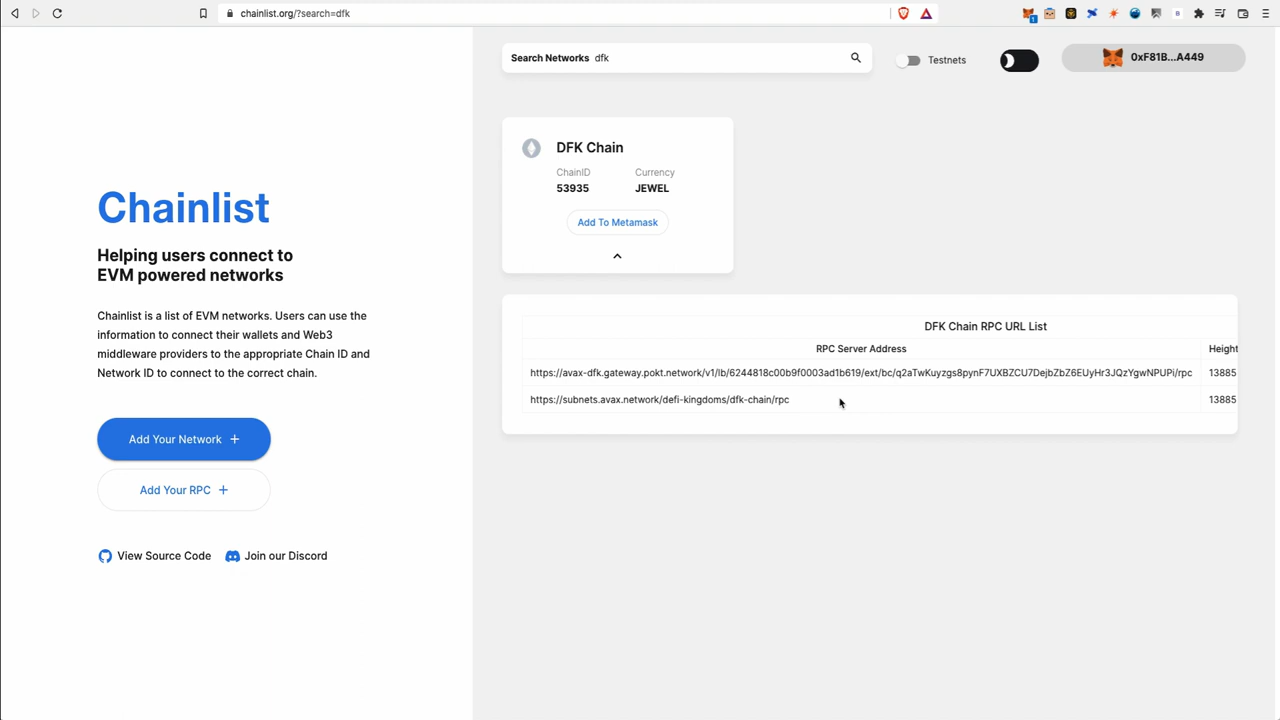 chainlist.org/?search=dfk
Search Networks dfk
Testnets
0xF81B...A449
Chainlist
Helping users connect to
EVM powered networks
Chainlist is a list of EVM networks. Users can use the
information to connect their wallets and Web3
middleware providers to the appropriate Chain ID and
Network ID to connect to the correct chain.
Add Your Network
Add Your RPC
View Source Code Join our Discord
DFK Chain
ChainID Currency
53935 JEWEL
Add To Metamask
DFK Chain RPC URL List
RPC Server Address Height
https://avax-dfk.gateway.pokt.network/v1/lb/6244818c00b9f0003ad1b619/ext/bc/q2aTwKuyzgs8pynF7UXBZCU7DejbZbZ6EUyHr3JQzYgwNPUPi/rpc 13885
https://subnets.avax.network/defi-kingdoms/dfk-chain/rpc 13885